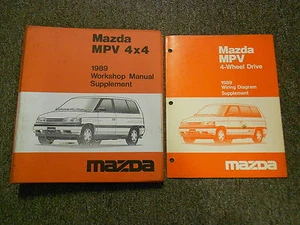 Mazda
MPV 4x4
1989
Workshop Manual
Supplement
mazda
Mazda
MPV
4-Wheel Drive
1989
Wiring Diagram
Supplement
mazda